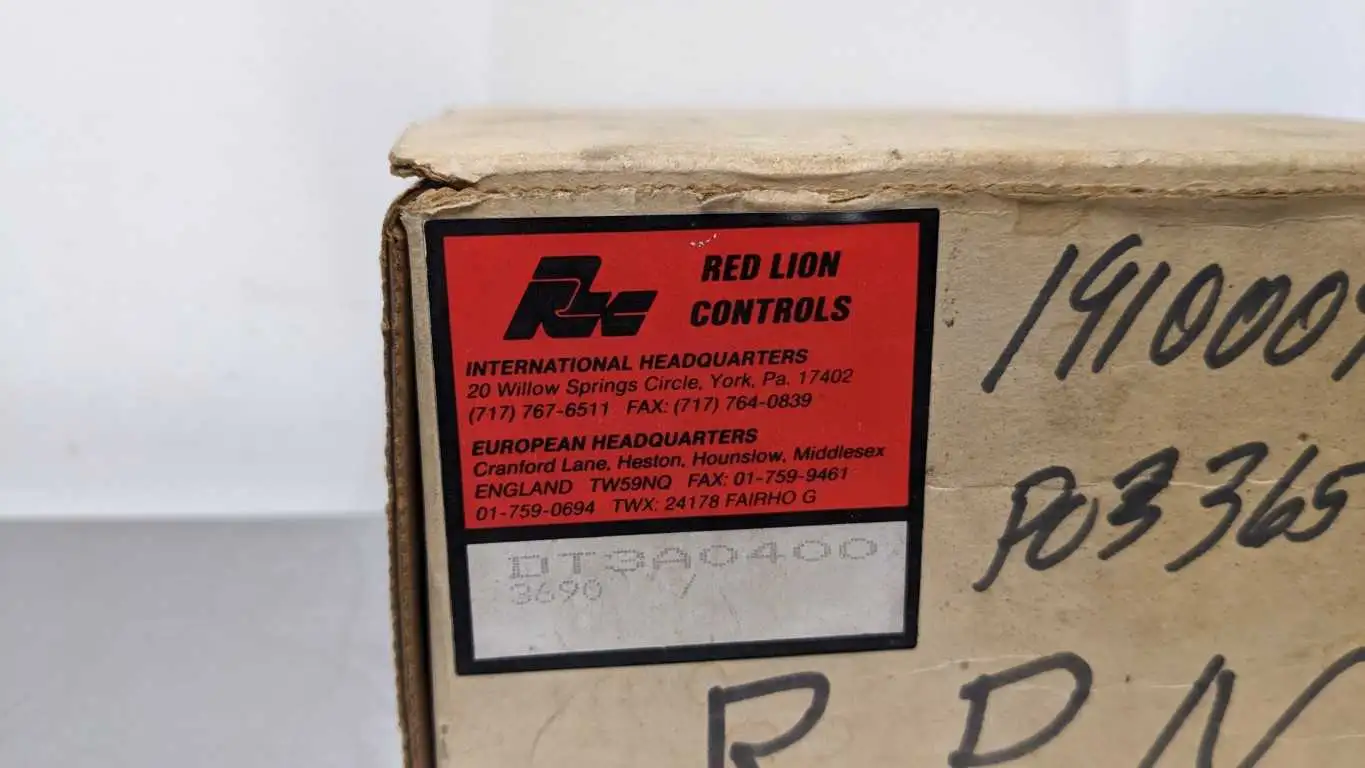 RED LION
CONTROLS
INTERNATIONAL HEADQUARTERS
20 Willow Springs Circle, York, Pa. 17402
(717) 767-6511 FAX: (717) 764-0839
EUROPEAN HEADQUARTERS
Cranford Lane, Heston, Hounslow, Middlesex
ENGLAND TW59NQ FAX: 01-759-9461
01-759-0694 TWX: 24178 FAIRHO G
DT3A0400
3690 /
P03365